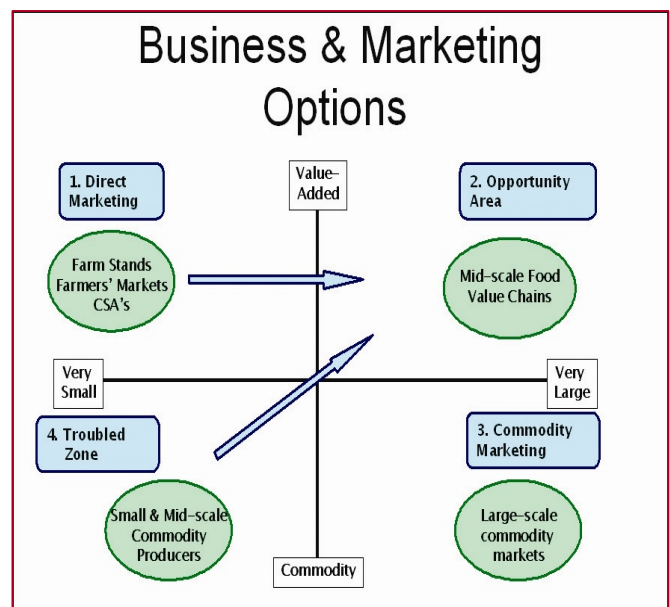 Business & Marketing
Options
1. Direct
Marketing
Value-
Added
2. Opportunity
Area
Farm Stands
Farmers' Markets
CSA's
Mid-scale Food
Value Chains
Very
Small
Very
Large
4. Troubled
Zone
3. Commodity
Marketing
Small & Mid-scale
Commodity
Producers
Large-scale
commodity
markets
Commodity